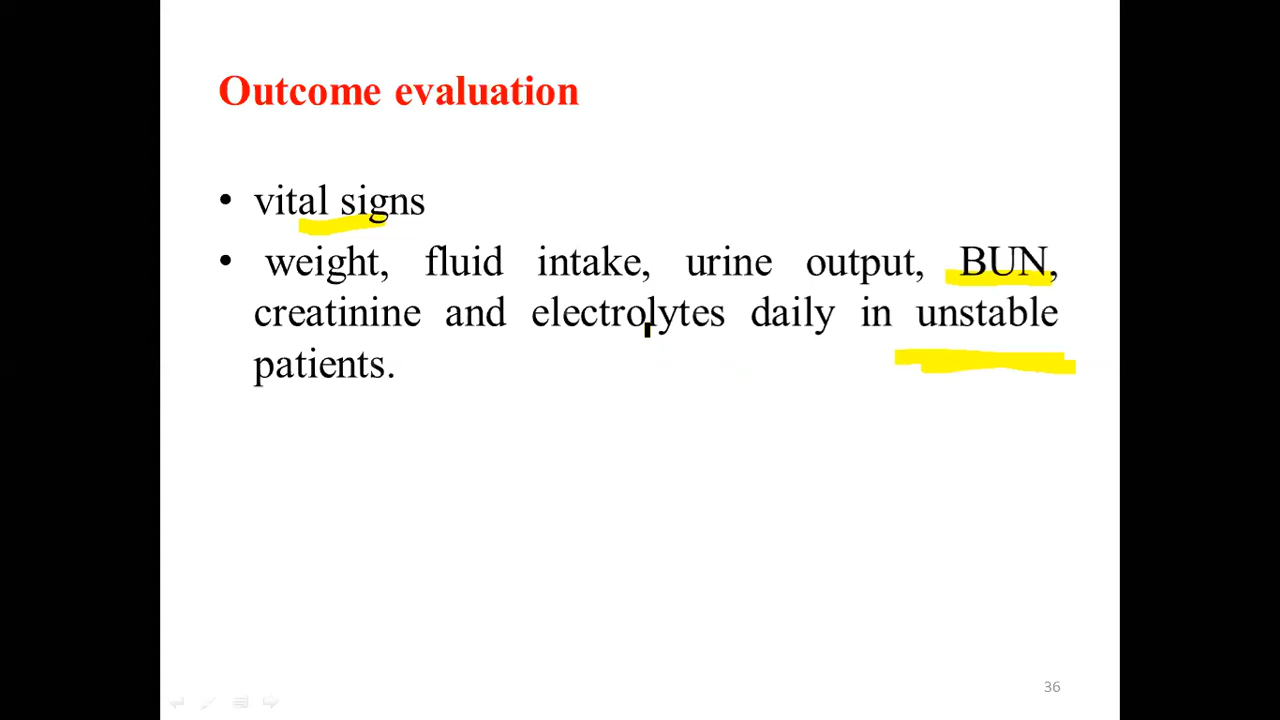 Outcome evaluation
• vital signs
• weight, fluid intake, urine output, BUN,
creatinine and electrolytes daily in unstable
patients.
36